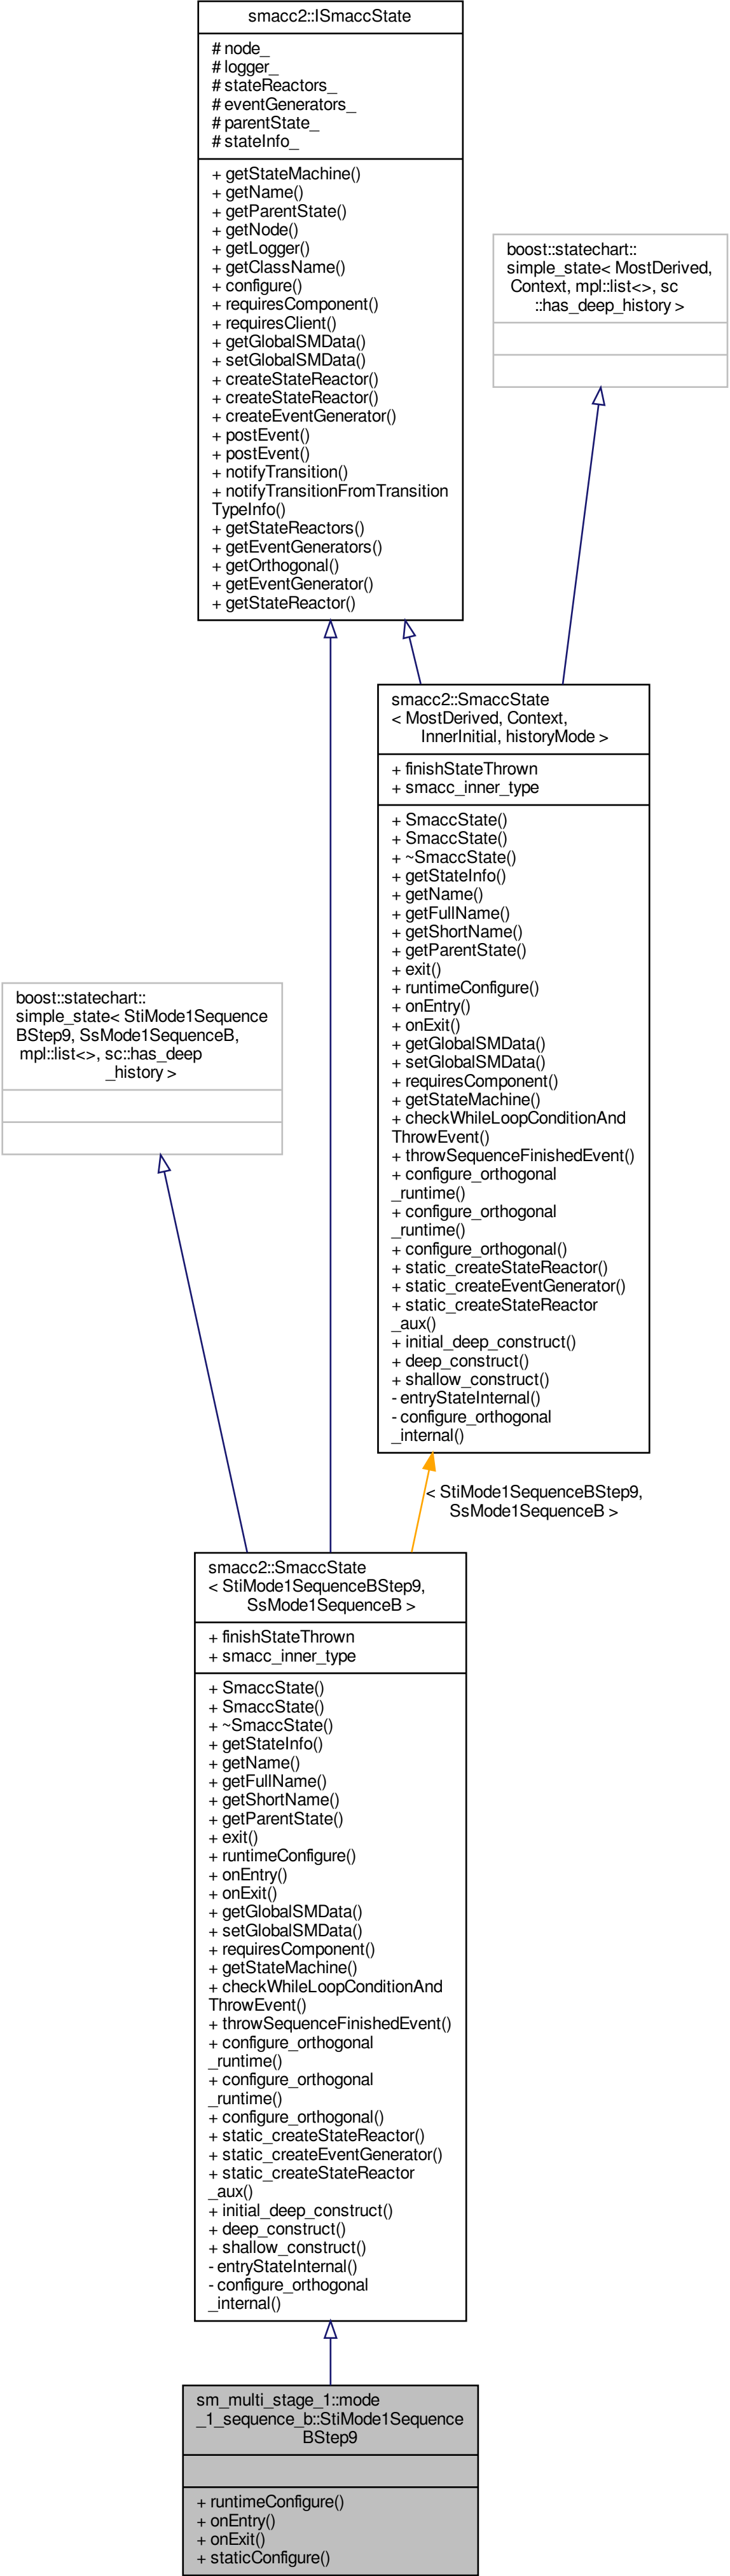 smacc2::ISmaccState
# node_
# logger_
# stateReactors_
# eventGenerators_
# parentState_
# stateInfo_
+ getStateMachine()
+ getName()
+ getParentState()
+ getNode()
+ getLogger()
+ getClassName()
+ configure()
+ requiresComponent()
+ requiresClient()
+ getGlobalSMData()
+ setGlobalSMData()
+ createStateReactor()
+ createStateReactor()
+ createEventGenerator()
+ postEvent()
+ postEvent()
+ notifyTransition()
+ notifyTransitionFromTransition
TypeInfo()
+ getStateReactors()
+ getEventGenerators()
+ getOrthogonal()
+ getEventGenerator()
+ getStateReactor()
boost::statechart::
simple_state< MostDerived,
Context, mpl::list<>, sc
::has_deep_history >
smacc2::SmaccState
< MostDerived, Context,
InnerInitial, historyMode >
+ finishStateThrown
+ smacc_inner_type
+ SmaccState()
+ SmaccState()
+ ~SmaccState()
+ getStateInfo()
+ getName()
+ getFullName()
+ getShortName()
+ getParentState()
+ exit()
+ runtimeConfigure()
+ onEntry()
+ onExit()
+ getGlobalSMData()
+ setGlobalSMData()
+ requiresComponent()
+ getStateMachine()
+ checkWhileLoopConditionAnd
ThrowEvent()
+ throwSequenceFinishedEvent()
+ configure_orthogonal
_runtime()
+ configure_orthogonal
_runtime()
+ configure_orthogonal()
+ static_createStateReactor()
+ static_createEventGenerator()
+ static_createStateReactor
_aux()
+ initial_deep_construct()
+ deep_construct()
+ shallow_construct()
- entryStateInternal()
- configure_orthogonal
_internal()
boost::statechart::
simple_state< StiMode1Sequence
BStep9, SsMode1SequenceB,
mpl::list<>, sc::has_deep
_history >
< StiMode1SequenceBStep9,
SsMode1SequenceB >
smacc2::SmaccState
< StiMode1SequenceBStep9,
SsMode1SequenceB >
+ finishStateThrown
+ smacc_inner_type
+ SmaccState()
+ SmaccState()
+ ~SmaccState()
+ getStateInfo()
+ getName()
+ getFullName()
+ getShortName()
+ getParentState()
+ exit()
+ runtimeConfigure()
+ onEntry()
+ onExit()
+ getGlobalSMData()
+ setGlobalSMData()
+ requiresComponent()
+ getStateMachine()
+ checkWhileLoopConditionAnd
ThrowEvent()
+ throwSequenceFinishedEvent()
+ configure_orthogonal
_runtime()
+ configure_orthogonal
_runtime()
+ configure_orthogonal()
+ static_createStateReactor()
+ static_createEventGenerator()
+ static_createStateReactor
_aux()
+ initial_deep_construct()
+ deep_construct()
+ shallow_construct()
- entryStateInternal()
- configure_orthogonal
_internal()
sm_multi_stage_1::mode
_1_sequence_b::StiMode1Sequence
BStep9
+ runtimeConfigure()
+ onEntry()
+ onExit()
+ staticConfigure()